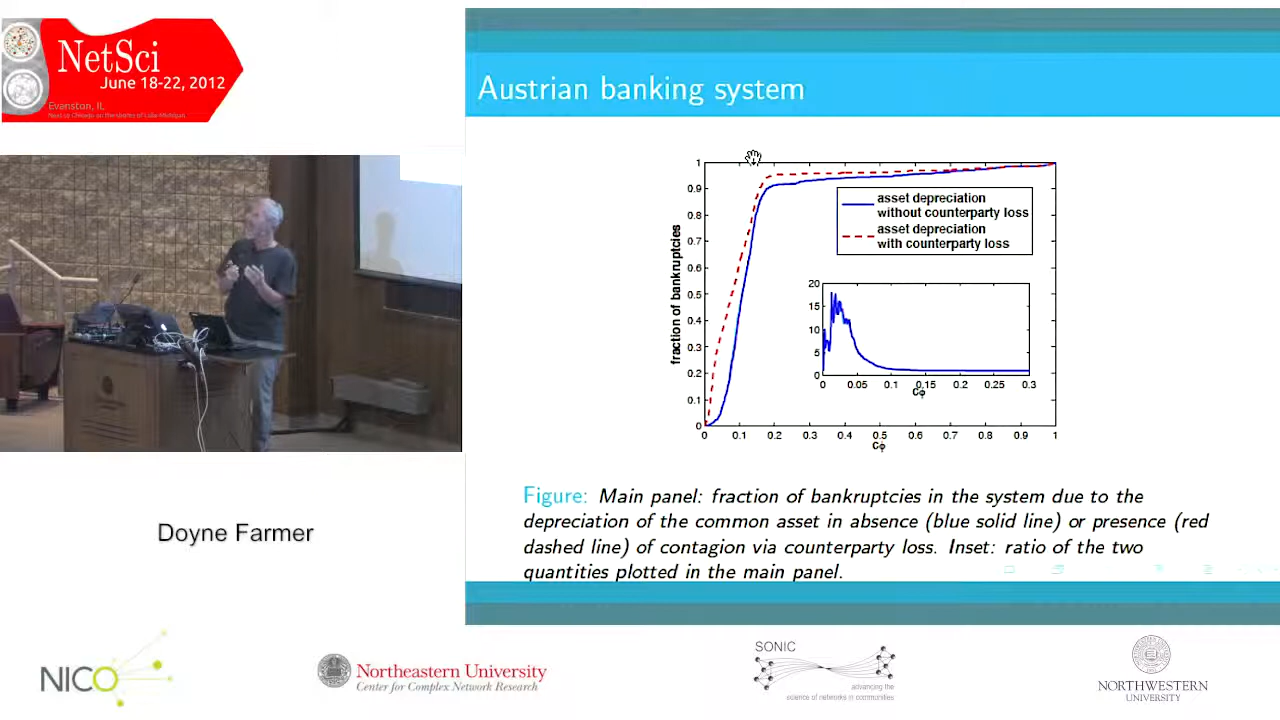 NetSci
June 18-22, 2012
Evanston, IL
Austrian banking system
fraction of bankruptcies
1
0.9
0.8
0.7
0.6
0.5
0.4
0.3
0.2
0.1
0
0 0.1 0.2 0.3 0.4 0.5 0.6 0.7 0.8 0.9 1
Cϕ
asset depreciation
without counterparty loss
asset depreciation
with counterparty loss
20
15
10
5
0
0 0.05 0.1 0.15 0.2 0.25 0.3
Cϕ
Figure: Main panel: fraction of bankruptcies in the system due to the
depreciation of the common asset in absence (blue solid line) or presence (red
dashed line) of contagion via counterparty loss. Inset: ratio of the two
quantities plotted in the main panel.
Doyne Farmer
NICO
Northeastern University
Center for Complex Network Research
SONIC
advancing the
science of networks in communities
NORTHWESTERN
UNIVERSITY